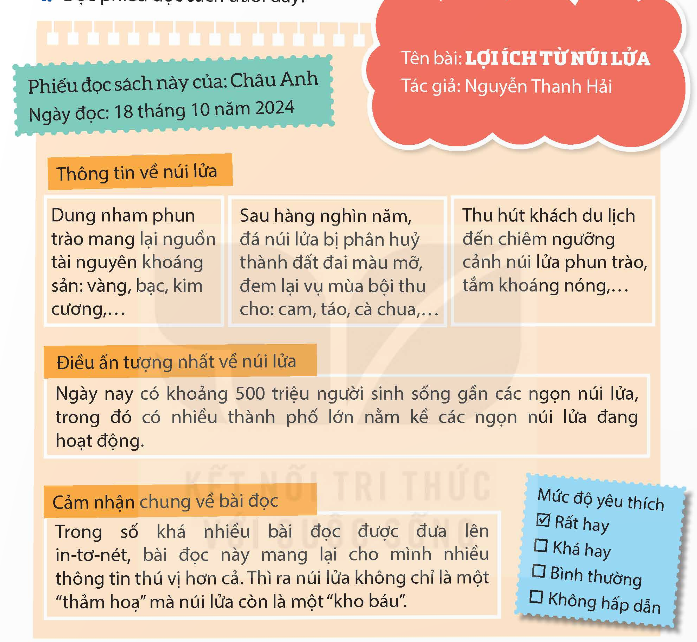 Tên bài: LỢI ÍCH TỪ NÚI LỬA
Tác giả: Nguyễn Thanh Hải
Phiếu đọc sách này của: Châu Anh
Ngày đọc: 18 tháng 10 năm 2024
Thông tin về núi lửa
Dung nham phun
trào mang lại nguồn
tài nguyên khoáng
sản: vàng, bạc, kim
cương,...
Sau hàng nghìn năm,
đá núi lửa bị phân huỷ
thành đất đai màu mỡ,
đem lại vụ mùa bội thu
cho: cam, táo, cà chua,...
Thu hút khách du lịch
đến chiêm ngưỡng
cảnh núi lửa phun trào,
tắm khoáng nóng,...
Điều ấn tượng nhất về núi lửa
Ngày nay có khoảng 500 triệu người sinh sống gần các ngọn núi lửa,
trong đó có nhiều thành phố lớn nằm kề các ngọn núi lửa đang
hoạt động.
KẾT NỐI TRI THỨC
VỚI CUỘC SỐNG
Cảm nhận chung về bài đọc
Trong số khá nhiều bài đọc được đưa lên
in-tơ-nét, bài đọc này mang lại cho mình nhiều
thông tin thú vị hơn cả. Thì ra núi lửa không chỉ là một
"thảm hoạ" mà núi lửa còn là một "kho báu".
Mức độ yêu thích
Rất hay
Khá hay
Bình thường
Không hấp dẫn